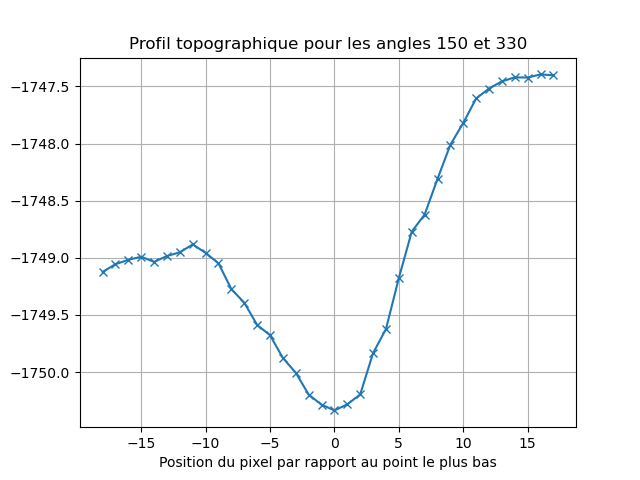 Profil topographique pour les angles 150 et 330
−1747.5
−1748.0
−1748.5
−1749.0
−1749.5
−1750.0
−15 −10 −5 0 5 10 15
Position du pixel par rapport au point le plus bas